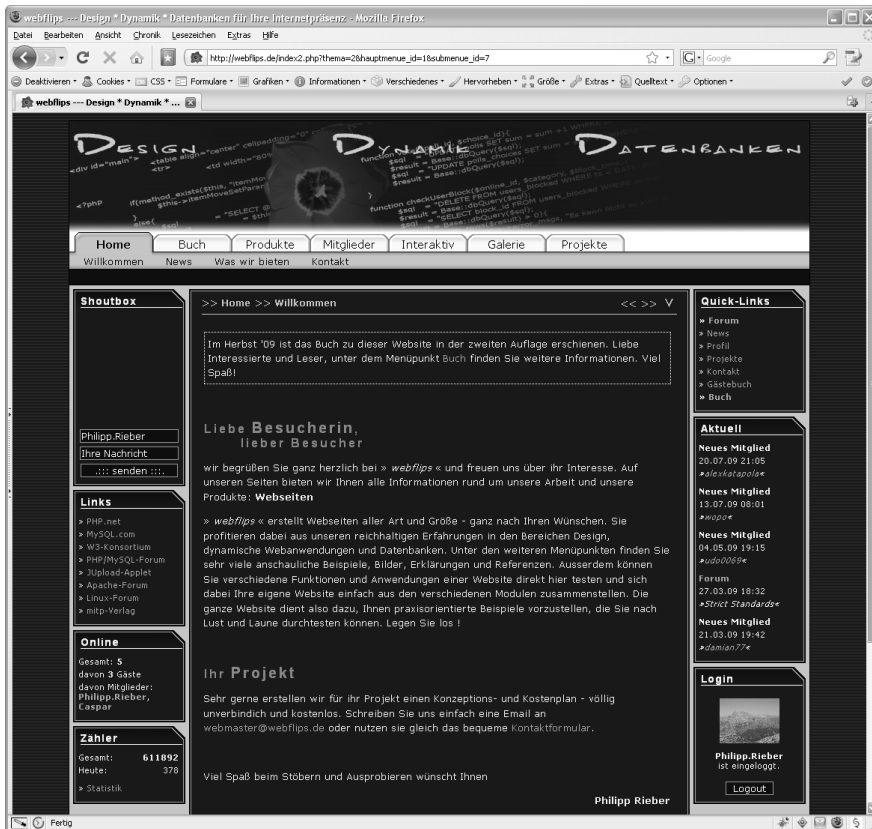 webflips --- Design * Dynamik * Datenbanken für Ihre Internetpräsenz - Mozilla Firefox
Datei Bearbeiten Ansicht Chronik Lesezeichen Extras Hilfe
http://webflips.de/index2.php?thema=2&hauptmenue_id=1&submenue_id=7
Google
Deaktivieren Cookies CSS Formulare Grafiken Informationen Verschiedenes Hervorheben Größe Extras Quelltext Optionen
webflips --- Design * Dynamik * ...
DESIGN DYNAMIK DATENBANKEN
Home Buch Produkte Mitglieder Interaktiv Galerie Projekte
Willkommen News Was wir bieten Kontakt
Shoutbox
Philipp.Rieber
Ihre Nachricht
.::: senden :::.
Links
» PHP.net
» MySQL.com
» W3-Konsortium
» PHP/MySQL-Forum
» JUpload-Applet
» Apache-Forum
» Linux-Forum
» mitp-Verlag
Online
Gesamt: 5
davon 3 Gäste
davon Mitglieder:
Philipp.Rieber,
Caspar
Zähler
Gesamt: 611892
Heute: 378
» Statistik
>> Home >> Willkommen << >> V
Im Herbst '09 ist das Buch zu dieser Website in der zweiten Auflage erschienen. Liebe
Interessierte und Leser, unter dem Menüpunkt Buch finden Sie weitere Informationen. Viel
Spaß!
Liebe Besucherin,
lieber Besucher
wir begrüßen Sie ganz herzlich bei » webflips « und freuen uns über ihr Interesse. Auf
unseren Seiten bieten wir Ihnen alle Informationen rund um unsere Arbeit und unsere
Produkte: Webseiten
» webflips « erstellt Webseiten aller Art und Größe - ganz nach Ihren Wünschen. Sie
profitieren dabei aus unseren reichhaltigen Erfahrungen in den Bereichen Design,
dynamische Webanwendungen und Datenbanken. Unter den weiteren Menüpunkten finden Sie
sehr viele anschauliche Beispiele, Bilder, Erklärungen und Referenzen. Ausserdem können
Sie verschiedene Funktionen und Anwendungen einer Website direkt hier testen und sich
dabei Ihre eigene Website einfach aus den verschiedenen Modulen zusammenstellen. Die
ganze Website dient also dazu, Ihnen praxisorientierte Beispiele vorzustellen, die Sie nach
Lust und Laune durchtesten können. Legen Sie los !
Ihr Projekt
Sehr gerne erstellen wir für ihr Projekt einen Konzeptions- und Kostenplan - völlig
unverbindich und kostenlos. Schreiben Sie uns einfach eine Email an
webmaster@webflips.de oder nutzen sie gleich das bequeme Kontaktformular.
Viel Spaß beim Stöbern und Ausprobieren wünscht Ihnen
Philipp Rieber
Quick-Links
» Forum
» News
» Profil
» Projekte
» Kontakt
» Gästebuch
» Buch
Aktuell
Neues Mitglied
20.07.09 21:05
»alexkatapola«
Neues Mitglied
13.07.09 08:01
»wopo«
Neues Mitglied
04.05.09 19:15
»udo0069«
Forum
27.03.09 18:32
»Strict Standards«
Neues Mitglied
21.03.09 19:42
»damian77«
Login
Philipp.Rieber
ist eingeloggt.
Logout
Fertig